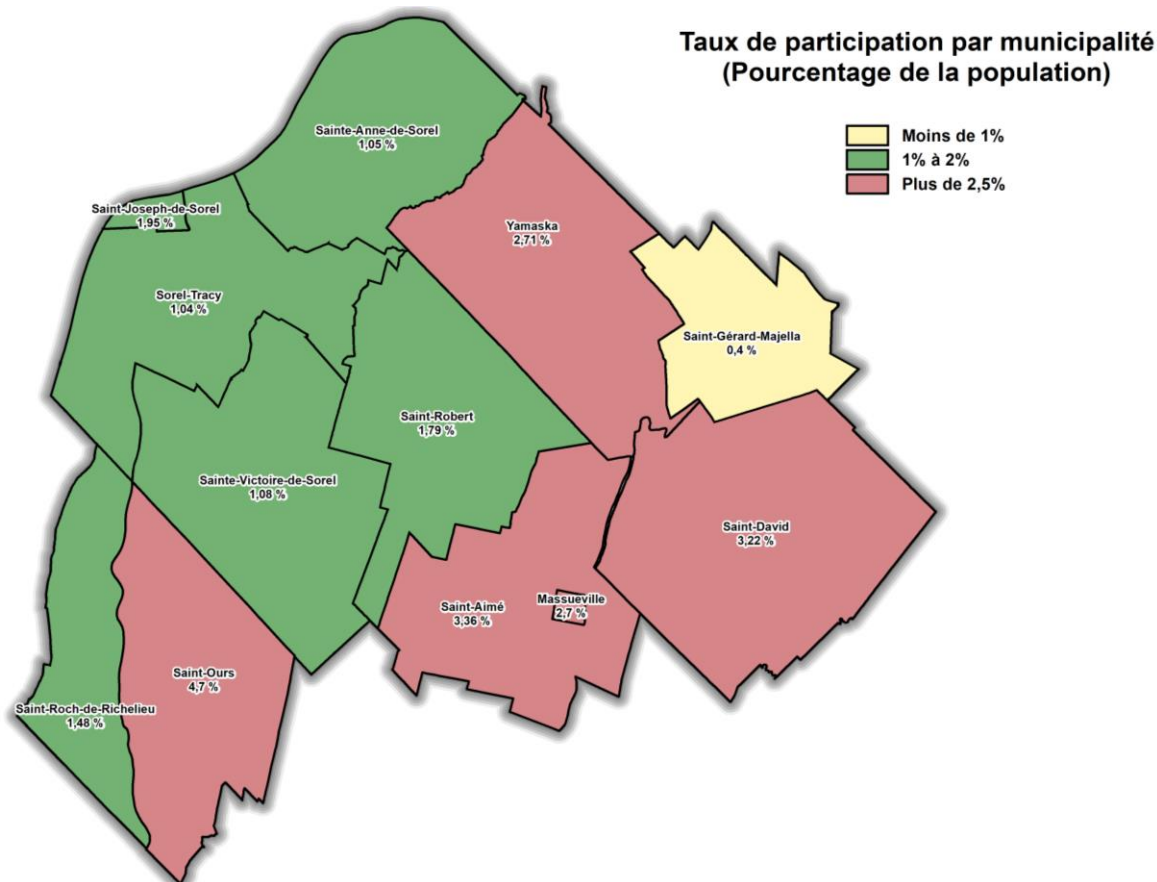 Taux de participation par municipalité
(Pourcentage de la population)
Moins de 1%
1% à 2%
Plus de 2,5%
Sainte-Anne-de-Sorel
1,05 %
Saint-Joseph-de-Sorel
1,95 %
Yamaska
2,71 %
Sorel-Tracy
1,04 %
Saint-Gérard-Majella
0,4 %
Saint-Robert
1,79 %
Sainte-Victoire-de-Sorel
1,08 %
Saint-David
3,22 %
Saint-Aimé
3,36 %
Massueville
2,7 %
Saint-Ours
4,7 %
Saint-Roch-de-Richelieu
1,48 %